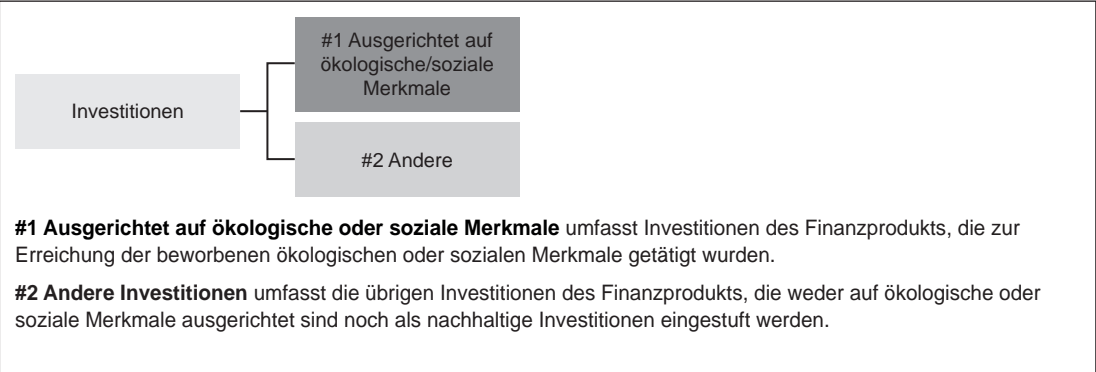 #1 Ausgerichtet auf
ökologische/soziale
Merkmale
Investitionen
#2 Andere
#1 Ausgerichtet auf ökologische oder soziale Merkmale umfasst Investitionen des Finanzprodukts, die zur
Erreichung der beworbenen ökologischen oder sozialen Merkmale getätigt wurden.
#2 Andere Investitionen umfasst die übrigen Investitionen des Finanzprodukts, die weder auf ökologische oder
soziale Merkmale ausgerichtet sind noch als nachhaltige Investitionen eingestuft werden.